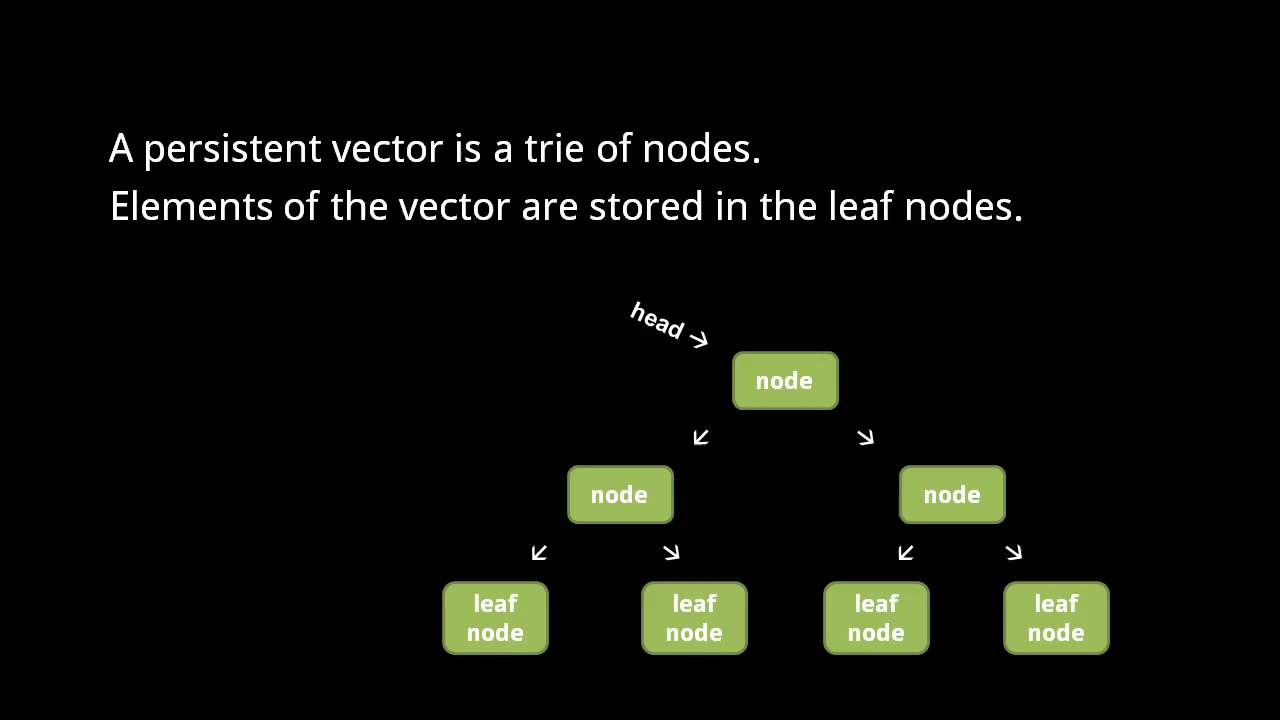 A persistent vector is a trie of nodes.
Elements of the vector are stored in the leaf nodes.
head →
node
node
node
leaf
node
leaf
node
leaf
node
leaf
node